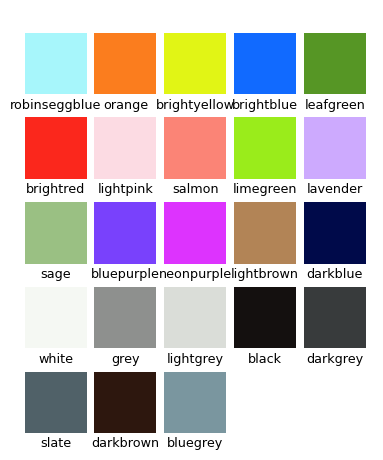 robinseggblue orange brightyellow brightblue leafgreen
brightred lightpink salmon limegreen lavender
sage bluepurple neonpurple lightbrown darkblue
white grey lightgrey black darkgrey
slate darkbrown bluegrey